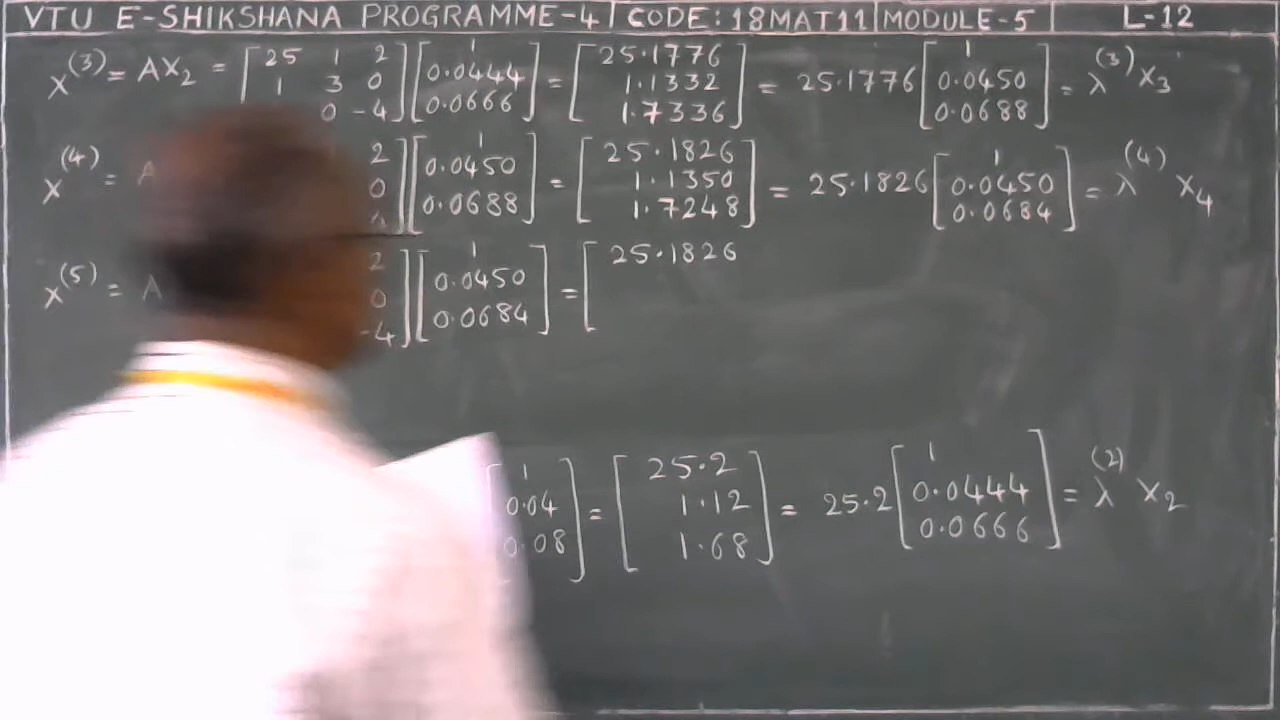 VTU E-SHIKSHANA PROGRAMME-4 CODE: 18MAT11 MODULE-5 L-12
x⁽³⁾ = AX₂ = [25 1 2; 1 3 0; 0 -4] [1; 0.0444; 0.0666] = [25.1776; 1.1332; 1.7336] = 25.1776 [1; 0.0450; 0.0688] = λ⁽³⁾ X₃
x⁽⁴⁾ = A 2; 0] [1; 0.0450; 0.0688] = [25.1826; 1.1350; 1.7248] = 25.1826 [1; 0.0450; 0.0684] = λ⁽⁴⁾ X₄
x⁽⁵⁾ = A 2; 0; -4] [1; 0.0450; 0.0684] = [25.1826
[1; 0.04; 0.08] = [25.2; 1.12; 1.68] = 25.2 [1; 0.0444; 0.0666] = λ⁽²⁾ X₂